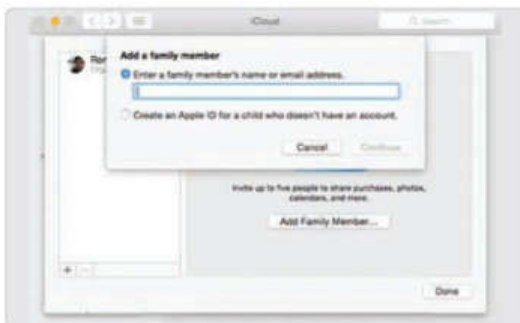 iCloud
Search
Add a family member
Enter a family member's name or email address.
Create an Apple ID for a child who doesn't have an account.
Cancel
Continue
Invite up to five people to share purchases, photos,
calendars, and more.
Add Family Member...
Done